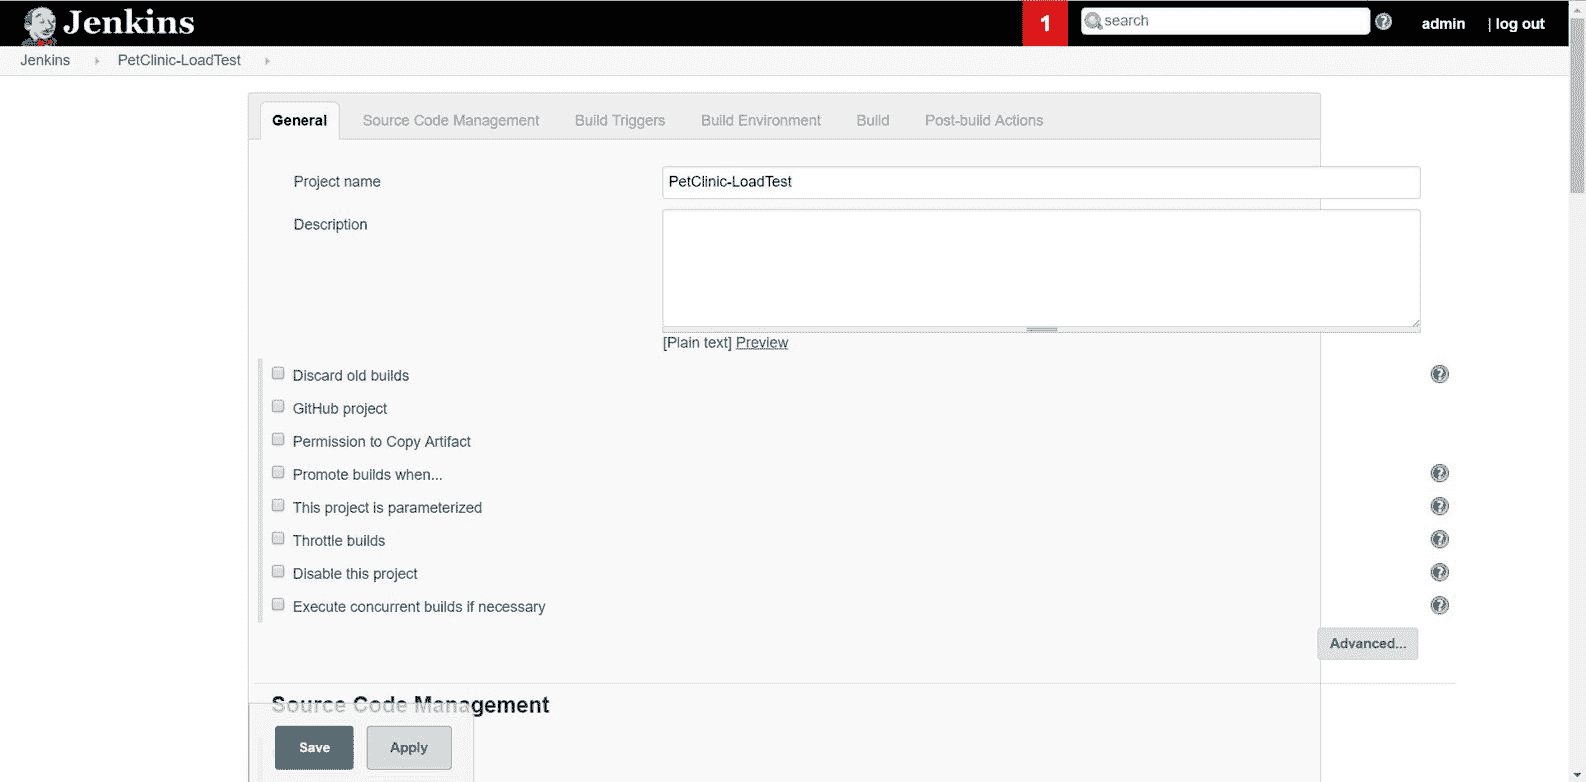 Jenkins
1
search
admin
| log out
Jenkins
PetClinic-LoadTest
General
Source Code Management
Build Triggers
Build Environment
Build
Post-build Actions
Project name
PetClinic-LoadTest
Description
[Plain text] Preview
Discard old builds
GitHub project
Permission to Copy Artifact
Promote builds when...
This project is parameterized
Throttle builds
Disable this project
Execute concurrent builds if necessary
Advanced...
Source Code Management
Save
Apply